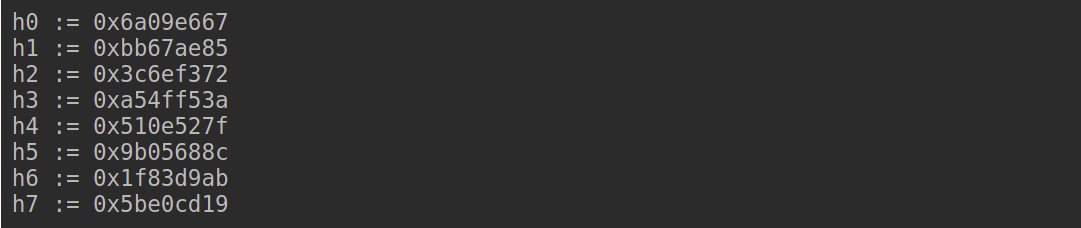 h0 := 0x6a09e667
h1 := 0xbb67ae85
h2 := 0x3c6ef372
h3 := 0xa54ff53a
h4 := 0x510e527f
h5 := 0x9b05688c
h6 := 0x1f83d9ab
h7 := 0x5be0cd19